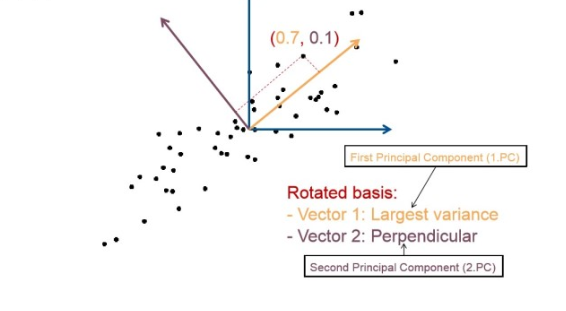 (0.7, 0.1)
First Principal Component (1.PC)
Rotated basis:
- Vector 1: Largest variance
- Vector 2: Perpendicular
Second Principal Component (2.PC)